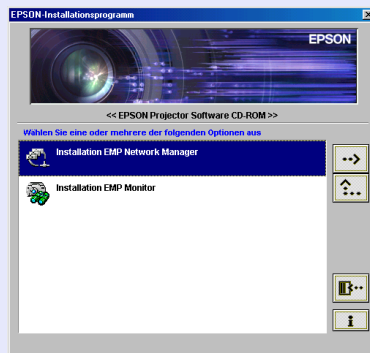 EPSON-Installationsprogramm
EPSON
<< EPSON Projector Software CD-ROM >>
Wählen Sie eine oder mehrere der folgenden Optionen aus
Installation EMP Network Manager
Installation EMP Monitor